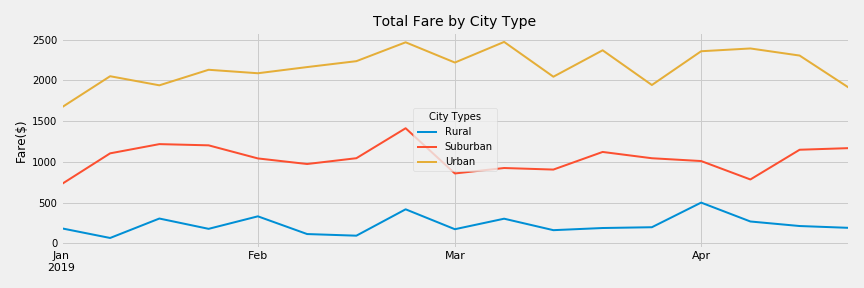 Total Fare by City Type
Fare($)
2500
2000
1500
1000
500
0
City Types
Rural
Suburban
Urban
Jan Feb Mar Apr
2019